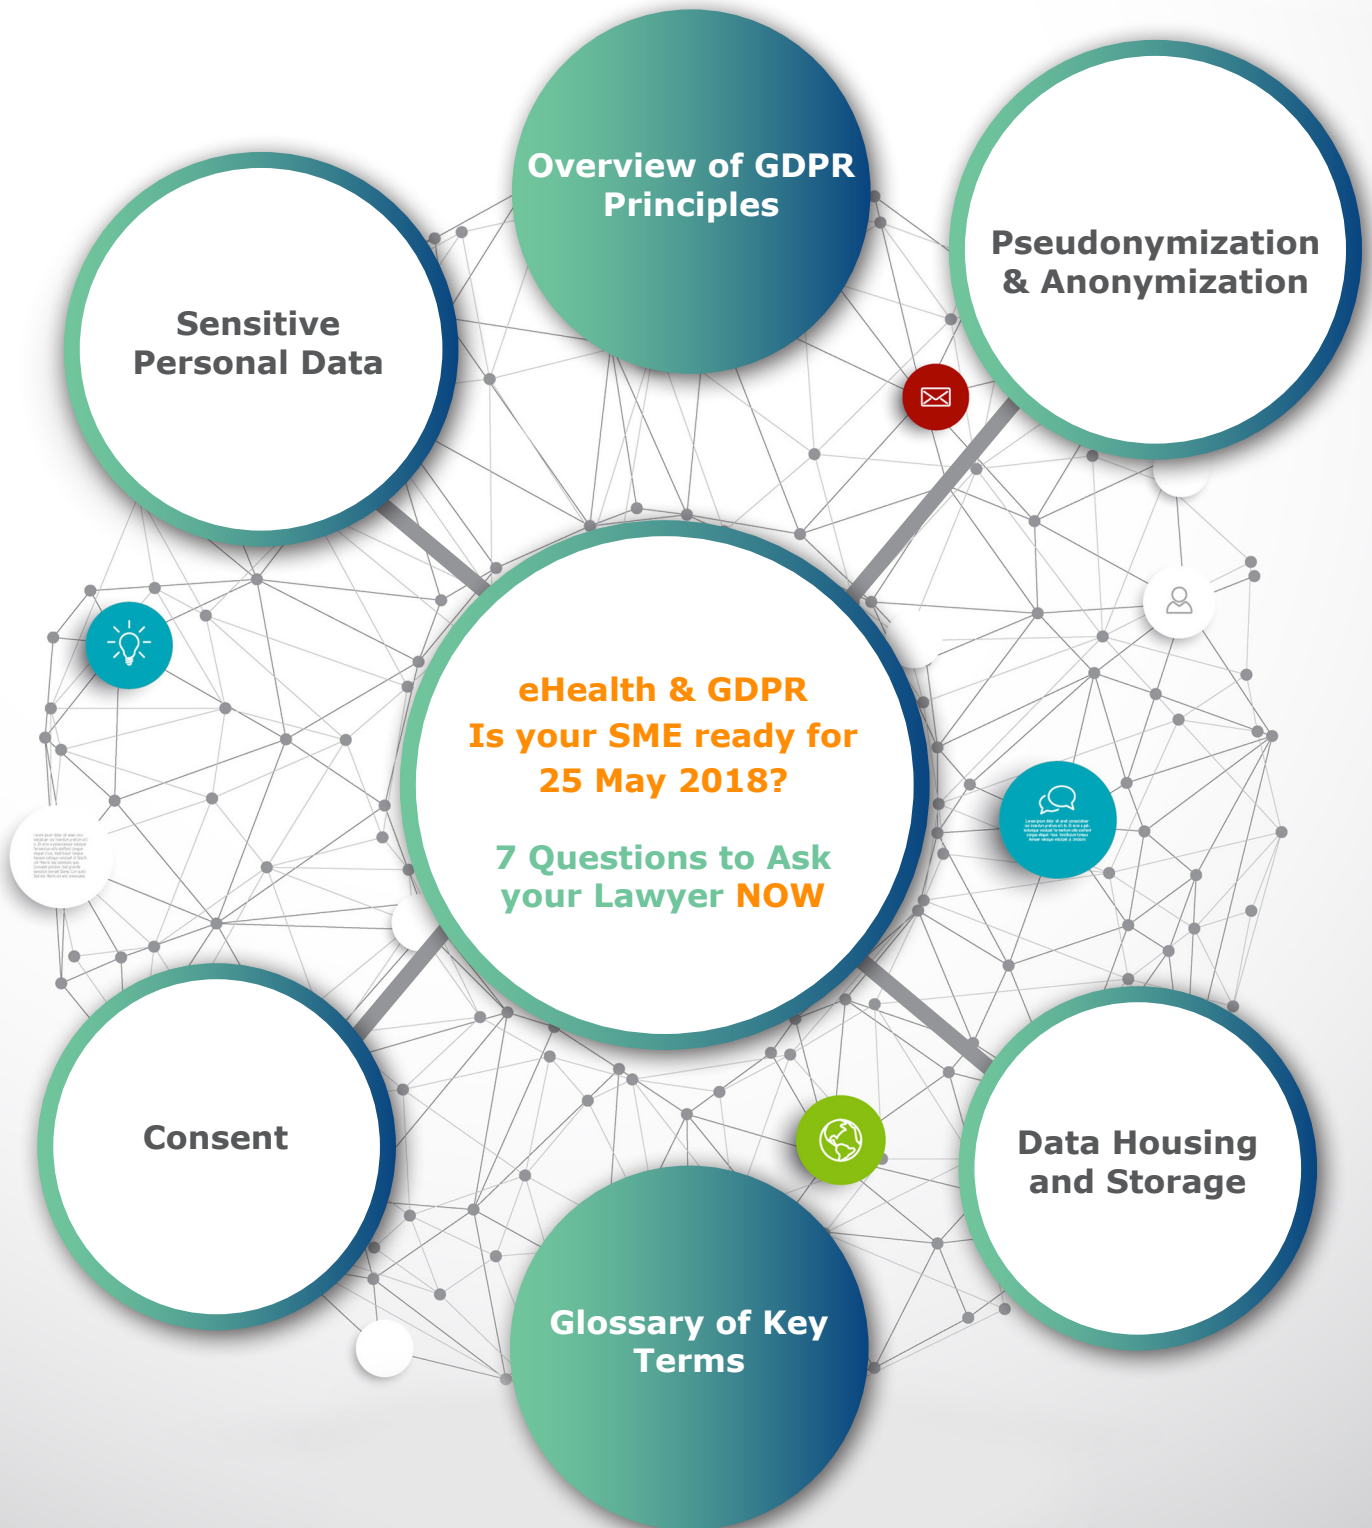 Overview of GDPR
Principles
Pseudonymization
& Anonymization
Sensitive
Personal Data
eHealth & GDPR
Is your SME ready for
25 May 2018?
7 Questions to Ask
your Lawyer NOW
Consent
Data Housing
and Storage
Glossary of Key
Terms